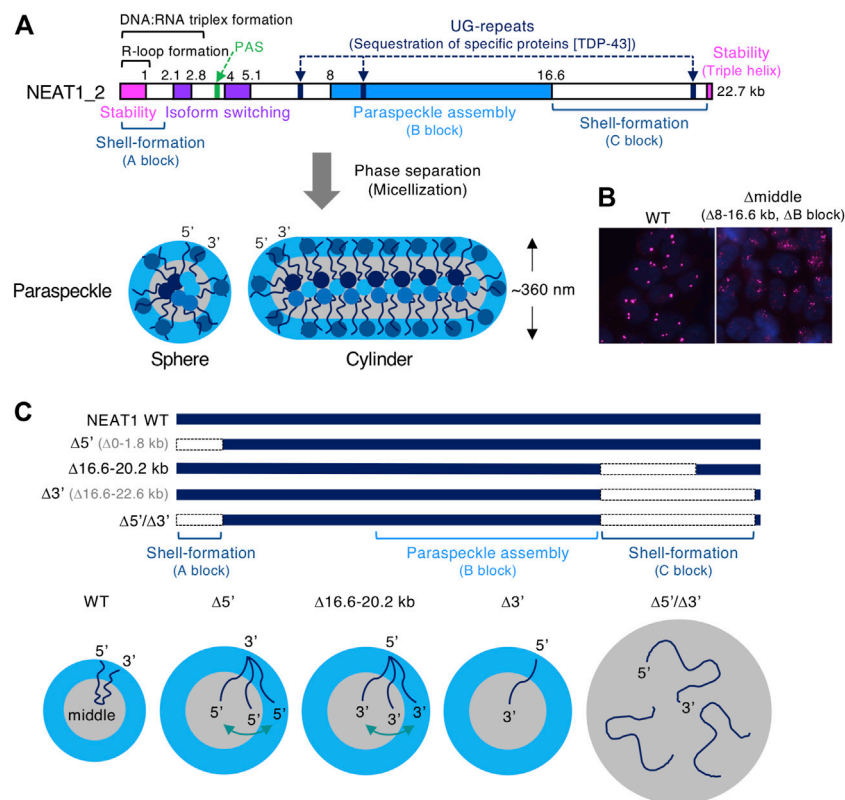 A
DNA:RNA triplex formation
R-loop formation
PAS
UG-repeats
(Sequestration of specific proteins [TDP-43])
Stability
(Triple helix)
1 2.1 2.8 4 5.1 8 16.6
NEAT1_2
22.7 kb
Stability Isoform switching
Paraspeckle assembly
(B block)
Shell-formation
(A block)
Shell-formation
(C block)
Phase separation
(Micellization)
B
WT
Δmiddle
(Δ8-16.6 kb, ΔB block)
Paraspeckle
5’ 3’
5’ 3’
~360 nm
Sphere
Cylinder
C
NEAT1 WT
Δ5’ (Δ0-1.8 kb)
Δ16.6-20.2 kb
Δ3’ (Δ16.6-22.6 kb)
Δ5’/Δ3’
Shell-formation
(A block)
Paraspeckle assembly
(B block)
Shell-formation
(C block)
WT Δ5’ Δ16.6-20.2 kb Δ3’ Δ5’/Δ3’
5’ 3’
middle
3’
5’ 5’ 5’
5’
3’ 3’ 3’
5’
3’
5’
3’